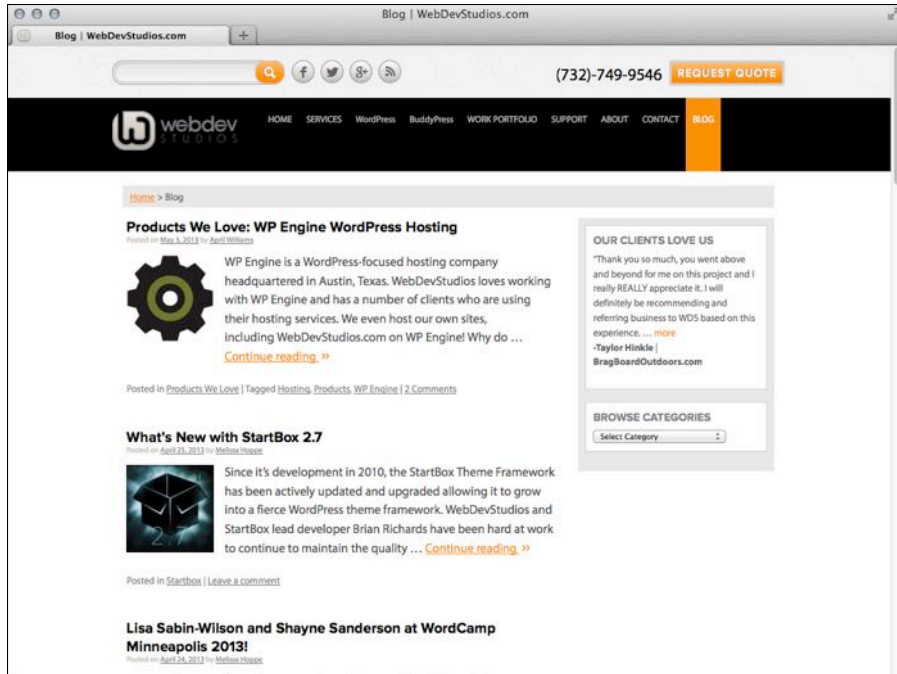 Blog | WebDevStudios.com
Blog | WebDevStudios.com
+
f
8+
(732)-749-9546
REQUEST QUOTE
webdev
STUDIOS
HOME SERVICES WordPress BuddyPress WORK PORTFOLIO SUPPORT ABOUT CONTACT BLOG
Home > Blog
Products We Love: WP Engine WordPress Hosting
Posted on May 3, 2013 by April Williams
WP Engine is a WordPress-focused hosting company
headquartered in Austin, Texas. WebDevStudios loves working
with WP Engine and has a number of clients who are using
their hosting services. We even host our own sites,
including WebDevStudios.com on WP Engine! Why do …
Continue reading »
Posted in Products We Love | Tagged Hosting, Products, WP Engine | 2 Comments
What's New with StartBox 2.7
Posted on April 25, 2013 by Melissa Hoppe
2.7
Since it's development in 2010, the StartBox Theme Framework
has been actively updated and upgraded allowing it to grow
into a fierce WordPress theme framework. WebDevStudios and
StartBox lead developer Brian Richards have been hard at work
to continue to maintain the quality … Continue reading »
Posted in Startbox | Leave a comment
Lisa Sabin-Wilson and Shayne Sanderson at WordCamp
Minneapolis 2013!
Posted on April 24, 2013 by Melissa Hoppe
OUR CLIENTS LOVE US
"Thank you so much, you went above
and beyond for me on this project and I
really REALLY appreciate it. I will
definitely be recommending and
referring business to WDS based on this
experience. … more
-Taylor Hinkle |
BragBoardOutdoors.com
BROWSE CATEGORIES
Select Category